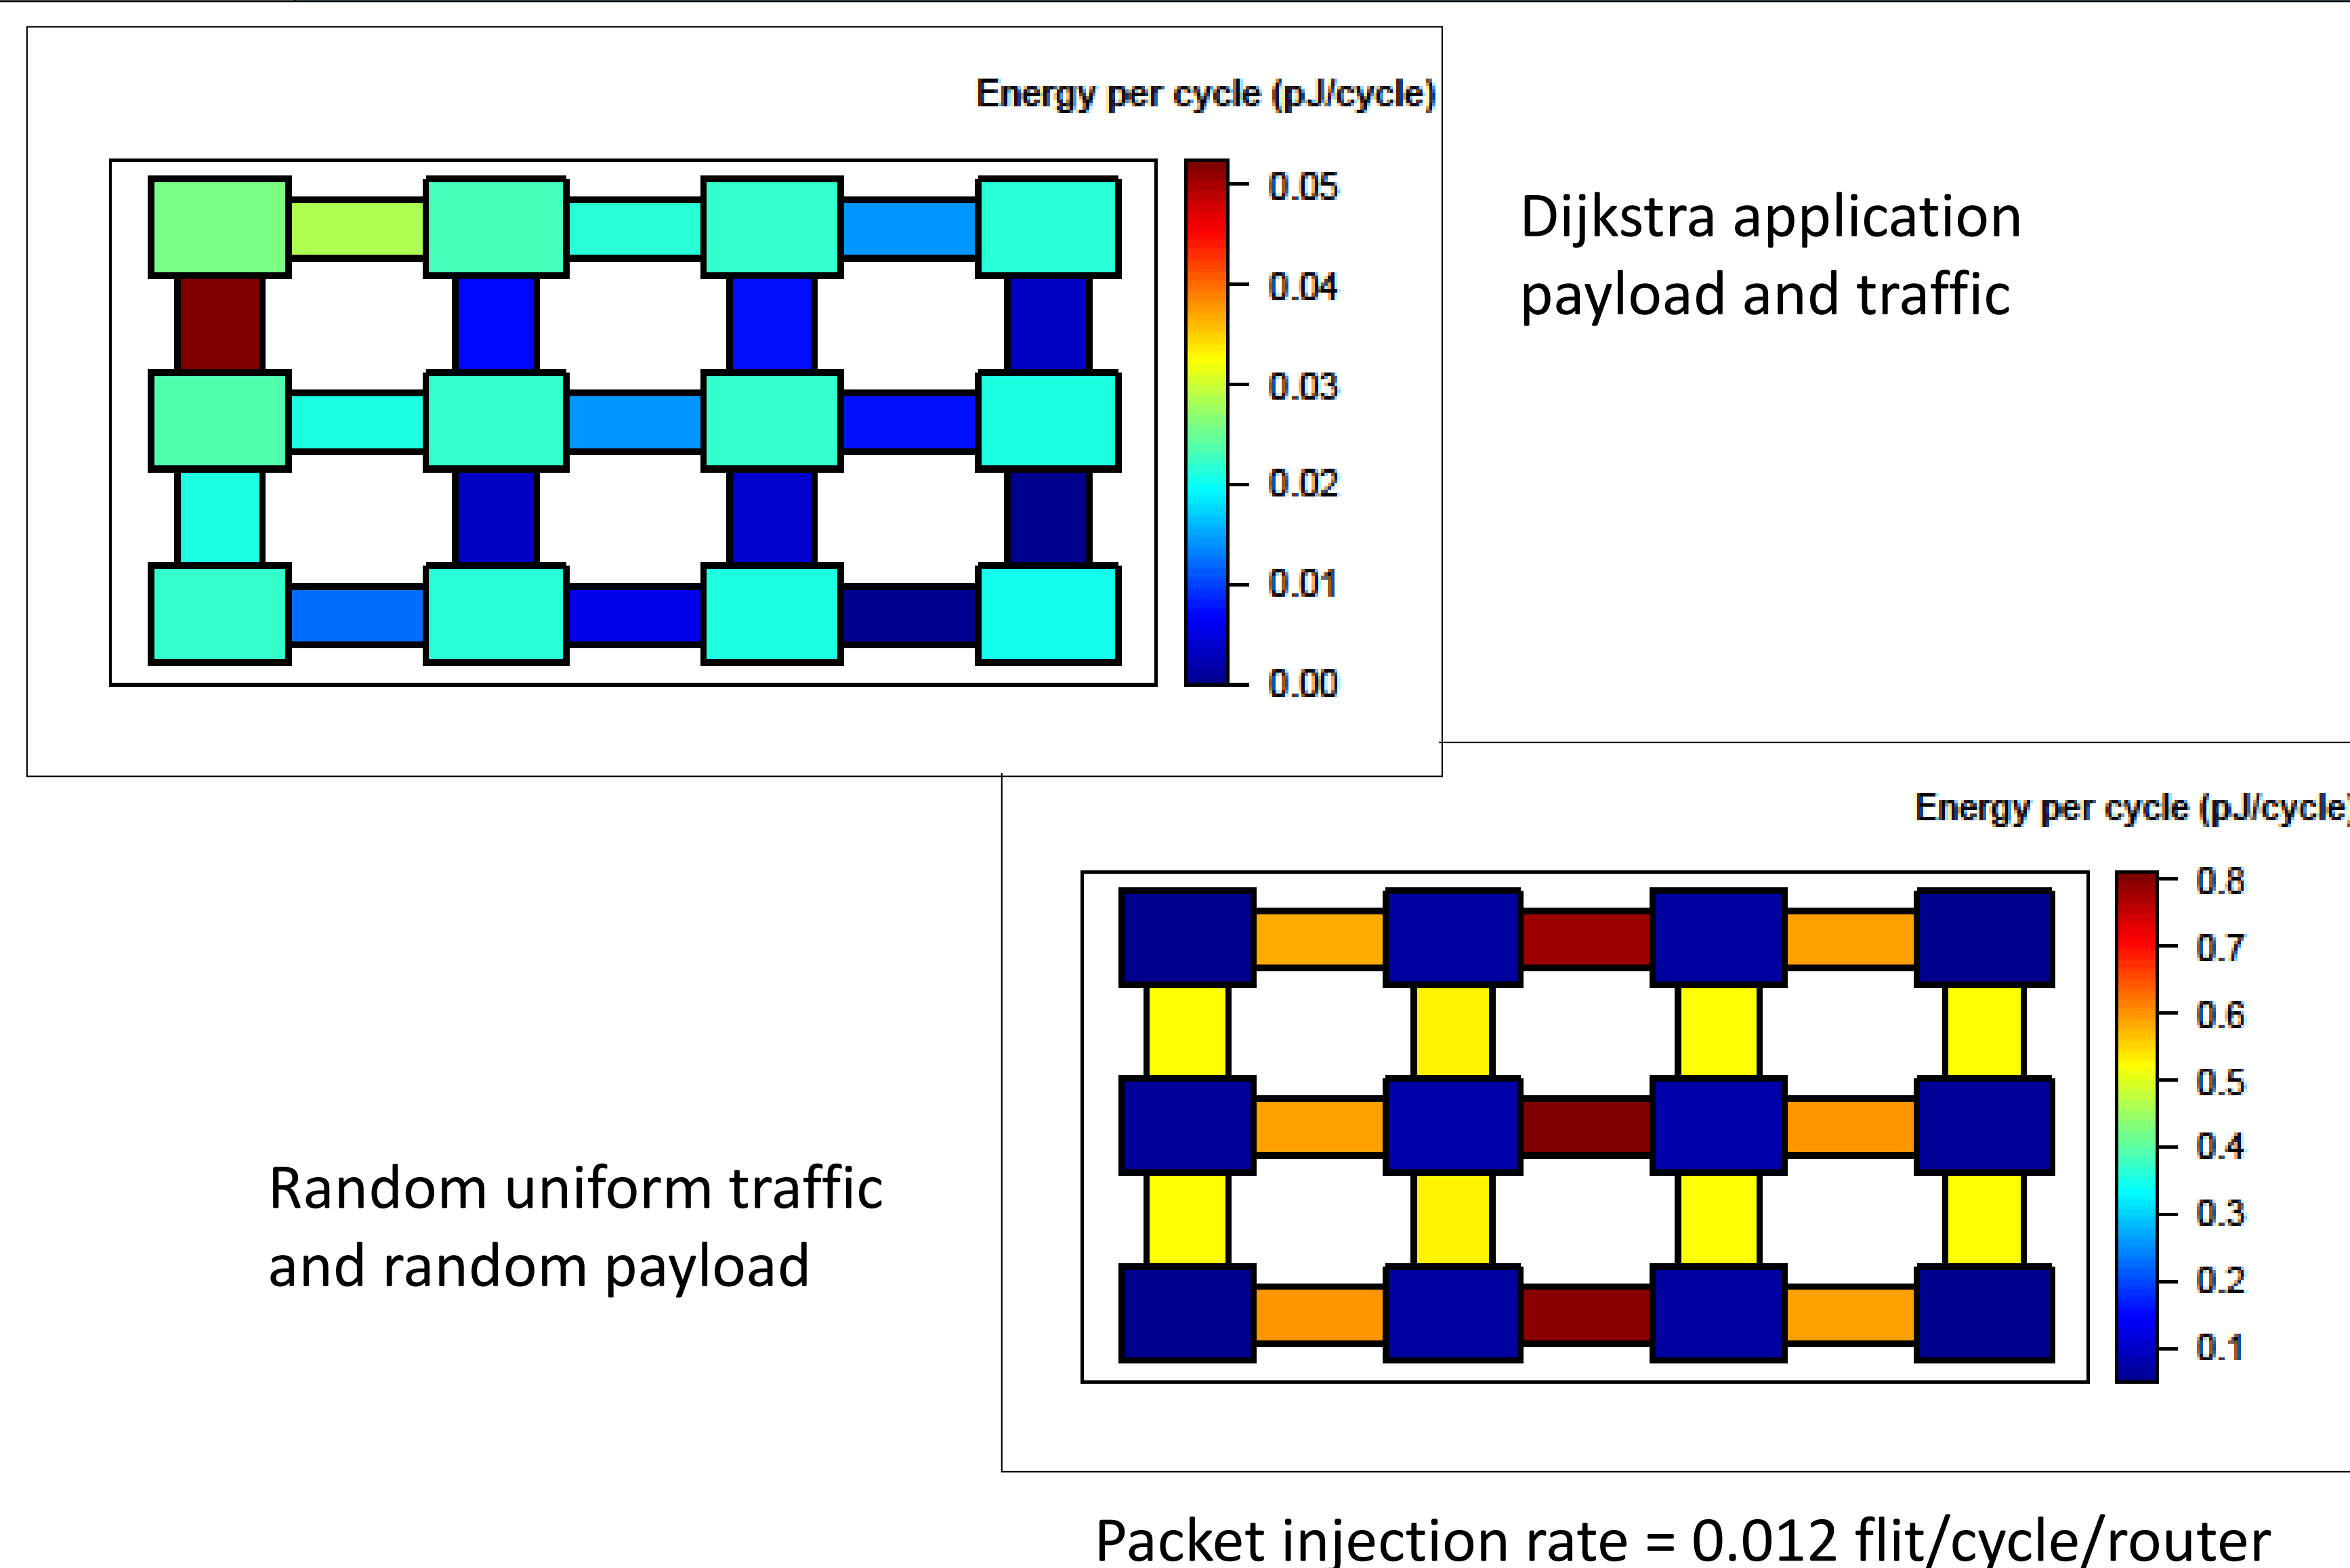 Energy per cycle (pJ/cycle)
0.05
0.04
0.03
0.02
0.01
0.00
Dijkstra application
payload and traffic
Energy per cycle (pJ/cycle)
0.8
0.7
0.6
0.5
0.4
0.3
0.2
0.1
Random uniform traffic
and random payload
Packet injection rate = 0.012 flit/cycle/router